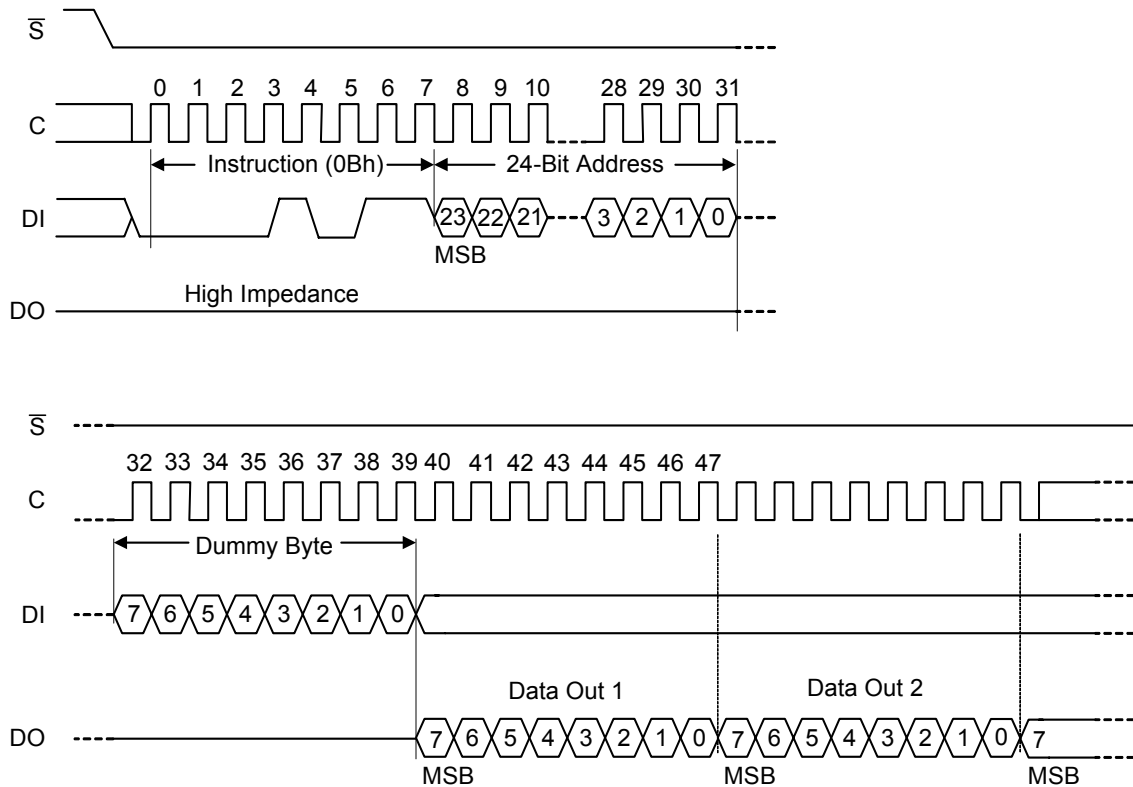 S̅
0 1 2 3 4 5 6 7 8 9 10 28 29 30 31
C
Instruction (0Bh) 24-Bit Address
DI 23 22 21 3 2 1 0
MSB
High Impedance
DO
S̅
32 33 34 35 36 37 38 39 40 41 42 43 44 45 46 47
C
Dummy Byte
DI 7 6 5 4 3 2 1 0
Data Out 1 Data Out 2
DO 7 6 5 4 3 2 1 0 7 6 5 4 3 2 1 0 7
MSB MSB MSB